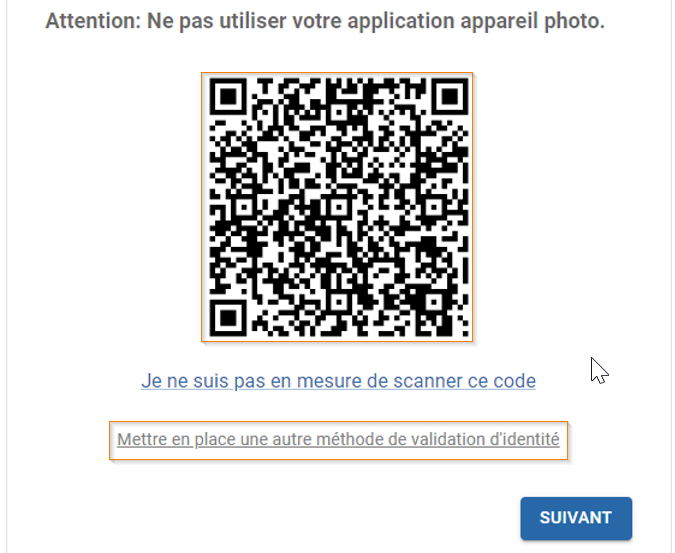 Attention: Ne pas utiliser votre application appareil photo.
Je ne suis pas en mesure de scanner ce code
Mettre en place une autre méthode de validation d'identité
SUIVANT